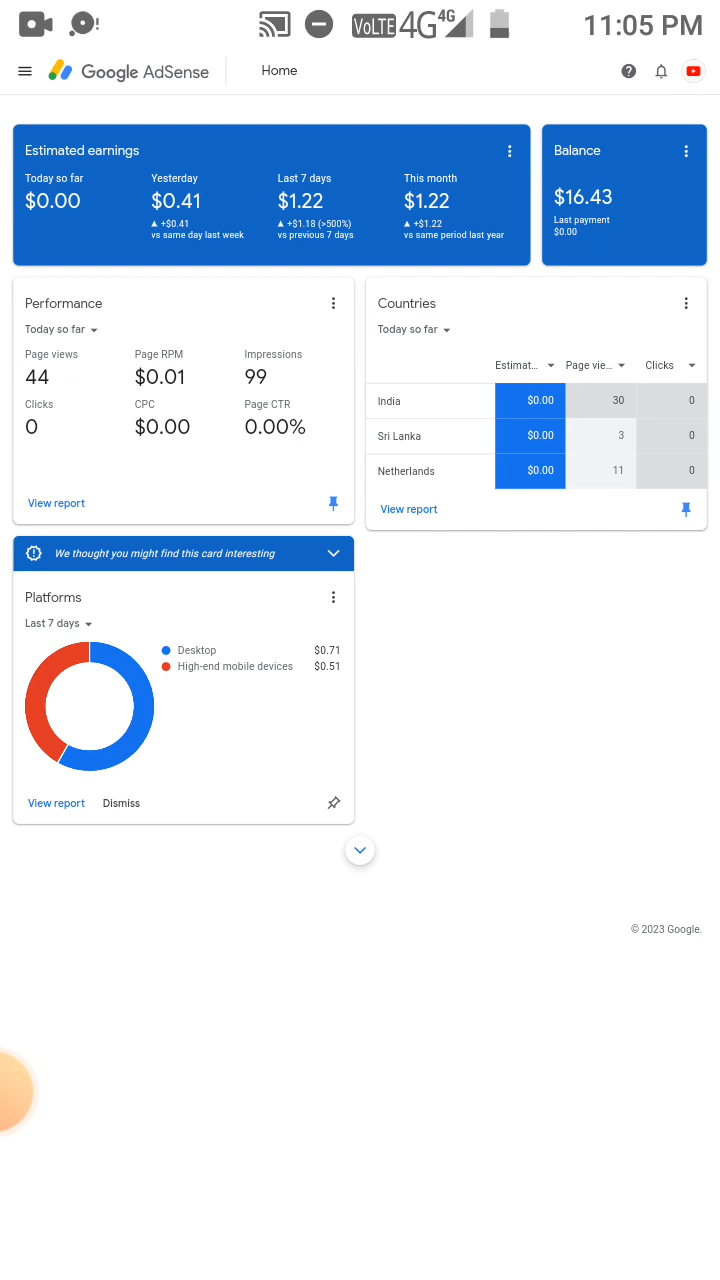 VoLTE 4G 4G 11:05 PM
Google AdSense Home
Estimated earnings
Today so far Yesterday Last 7 days This month
$0.00 $0.41 $1.22 $1.22
▲ +$0.41 ▲ +$1.18 (>500%) ▲ +$1.22
vs same day last week vs previous 7 days vs same period last year
Balance
$16.43
Last payment
$0.00
Performance
Today so far
Page views Page RPM Impressions
44 $0.01 99
Clicks CPC Page CTR
0 $0.00 0.00%
View report
Countries
Today so far
Estimat... Page vie... Clicks
India $0.00 30 0
Sri Lanka $0.00 3 0
Netherlands $0.00 11 0
View report
We thought you might find this card interesting
Platforms
Last 7 days
Desktop $0.71
High-end mobile devices $0.51
View report Dismiss
© 2023 Google.